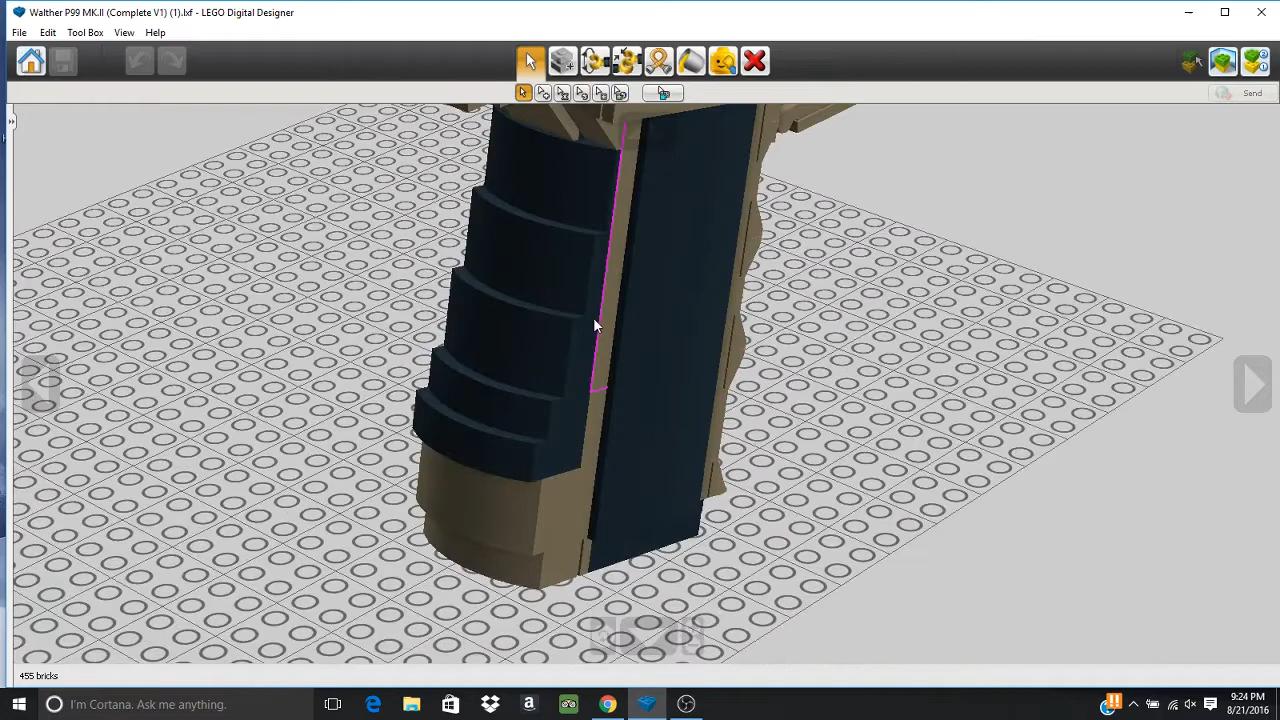 Walther P99 MK.II (Complete V1) (1).lxf - LEGO Digital Designer
File Edit Tool Box View Help
Send
455 bricks
I'm Cortana. Ask me anything.
9:24 PM
8/21/2016